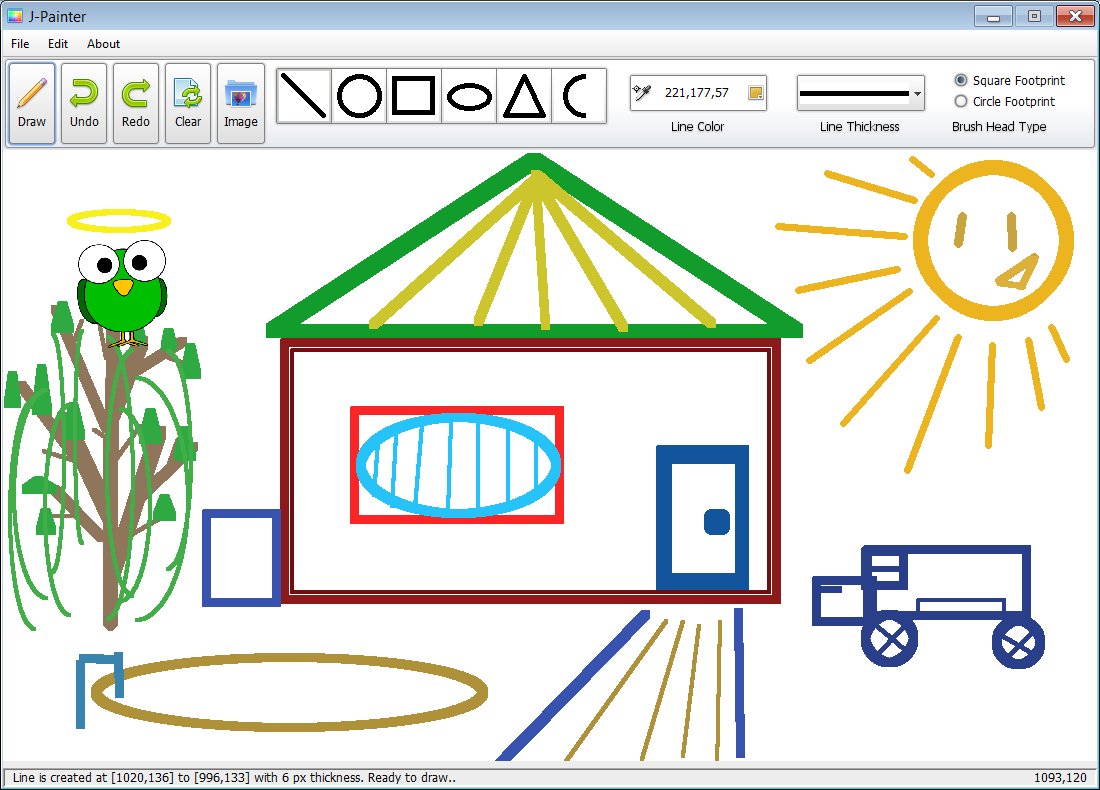 J-Painter
File Edit About
Draw Undo Redo Clear Image
221,177,57
Line Color
Line Thickness
Square Footprint
Circle Footprint
Brush Head Type
Line is created at [1020,136] to [996,133] with 6 px thickness. Ready to draw..
1093,120